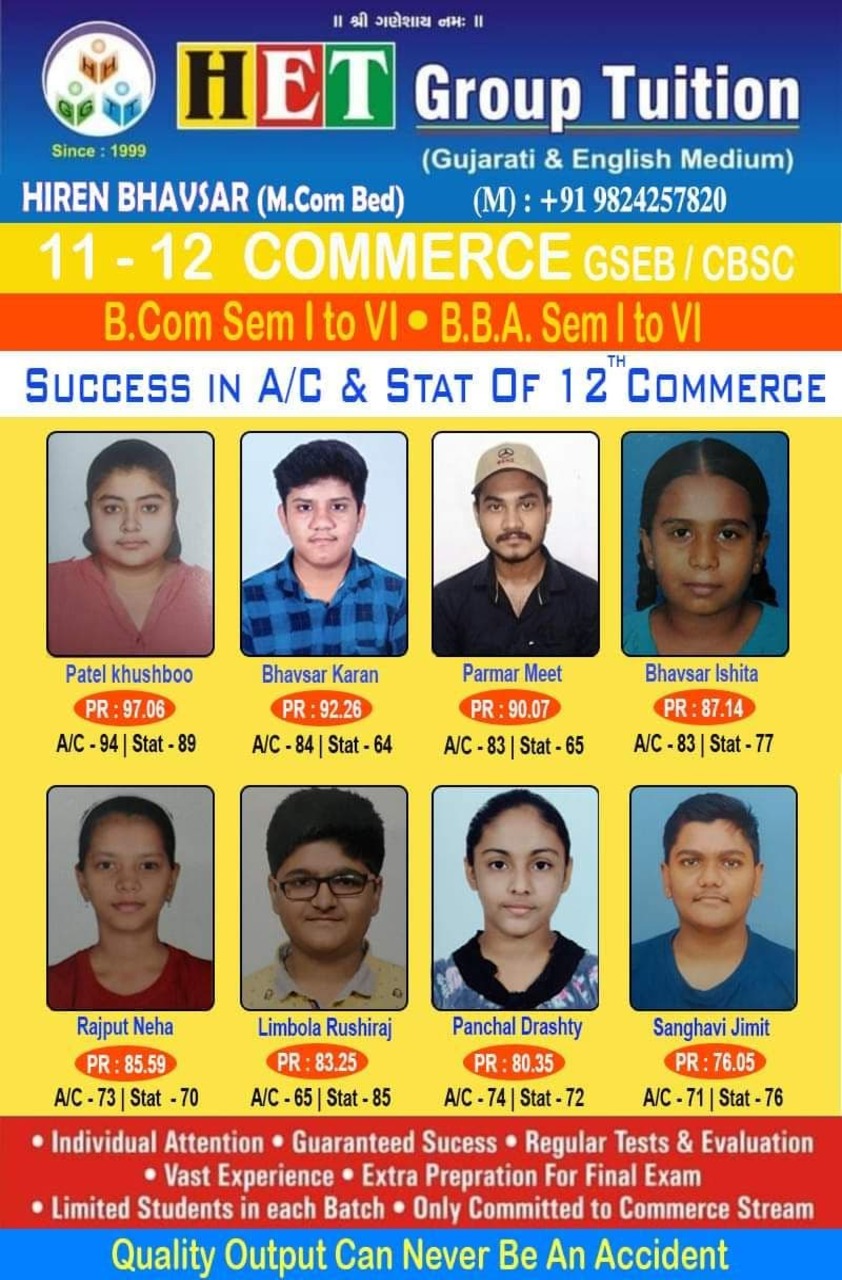 ॥ શ્રી ગણેશાય નમઃ ॥
HH
GGTT
HET Group Tuition
Since : 1999
(Gujarati & English Medium)
HIREN BHAVSAR (M.Com Bed) (M) : +91 9824257820
11 - 12 COMMERCE GSEB / CBSC
B.Com Sem I to VI • B.B.A. Sem I to VI
SUCCESS IN A/C & STAT OF 12TH COMMERCE
Patel khushboo Bhavsar Karan Parmar Meet Bhavsar Ishita
PR : 97.06 PR : 92.26 PR : 90.07 PR : 87.14
A/C - 94 | Stat - 89 A/C - 84 | Stat - 64 A/C - 83 | Stat - 65 A/C - 83 | Stat - 77
Rajput Neha Limbola Rushiraj Panchal Drashty Sanghavi Jimit
PR : 85.59 PR : 83.25 PR : 80.35 PR : 76.05
A/C - 73 | Stat - 70 A/C - 65 | Stat - 85 A/C - 74 | Stat - 72 A/C - 71 | Stat - 76
• Individual Attention • Guaranteed Sucess • Regular Tests & Evaluation
• Vast Experience • Extra Prepration For Final Exam
• Limited Students in each Batch • Only Committed to Commerce Stream
Quality Output Can Never Be An Accident